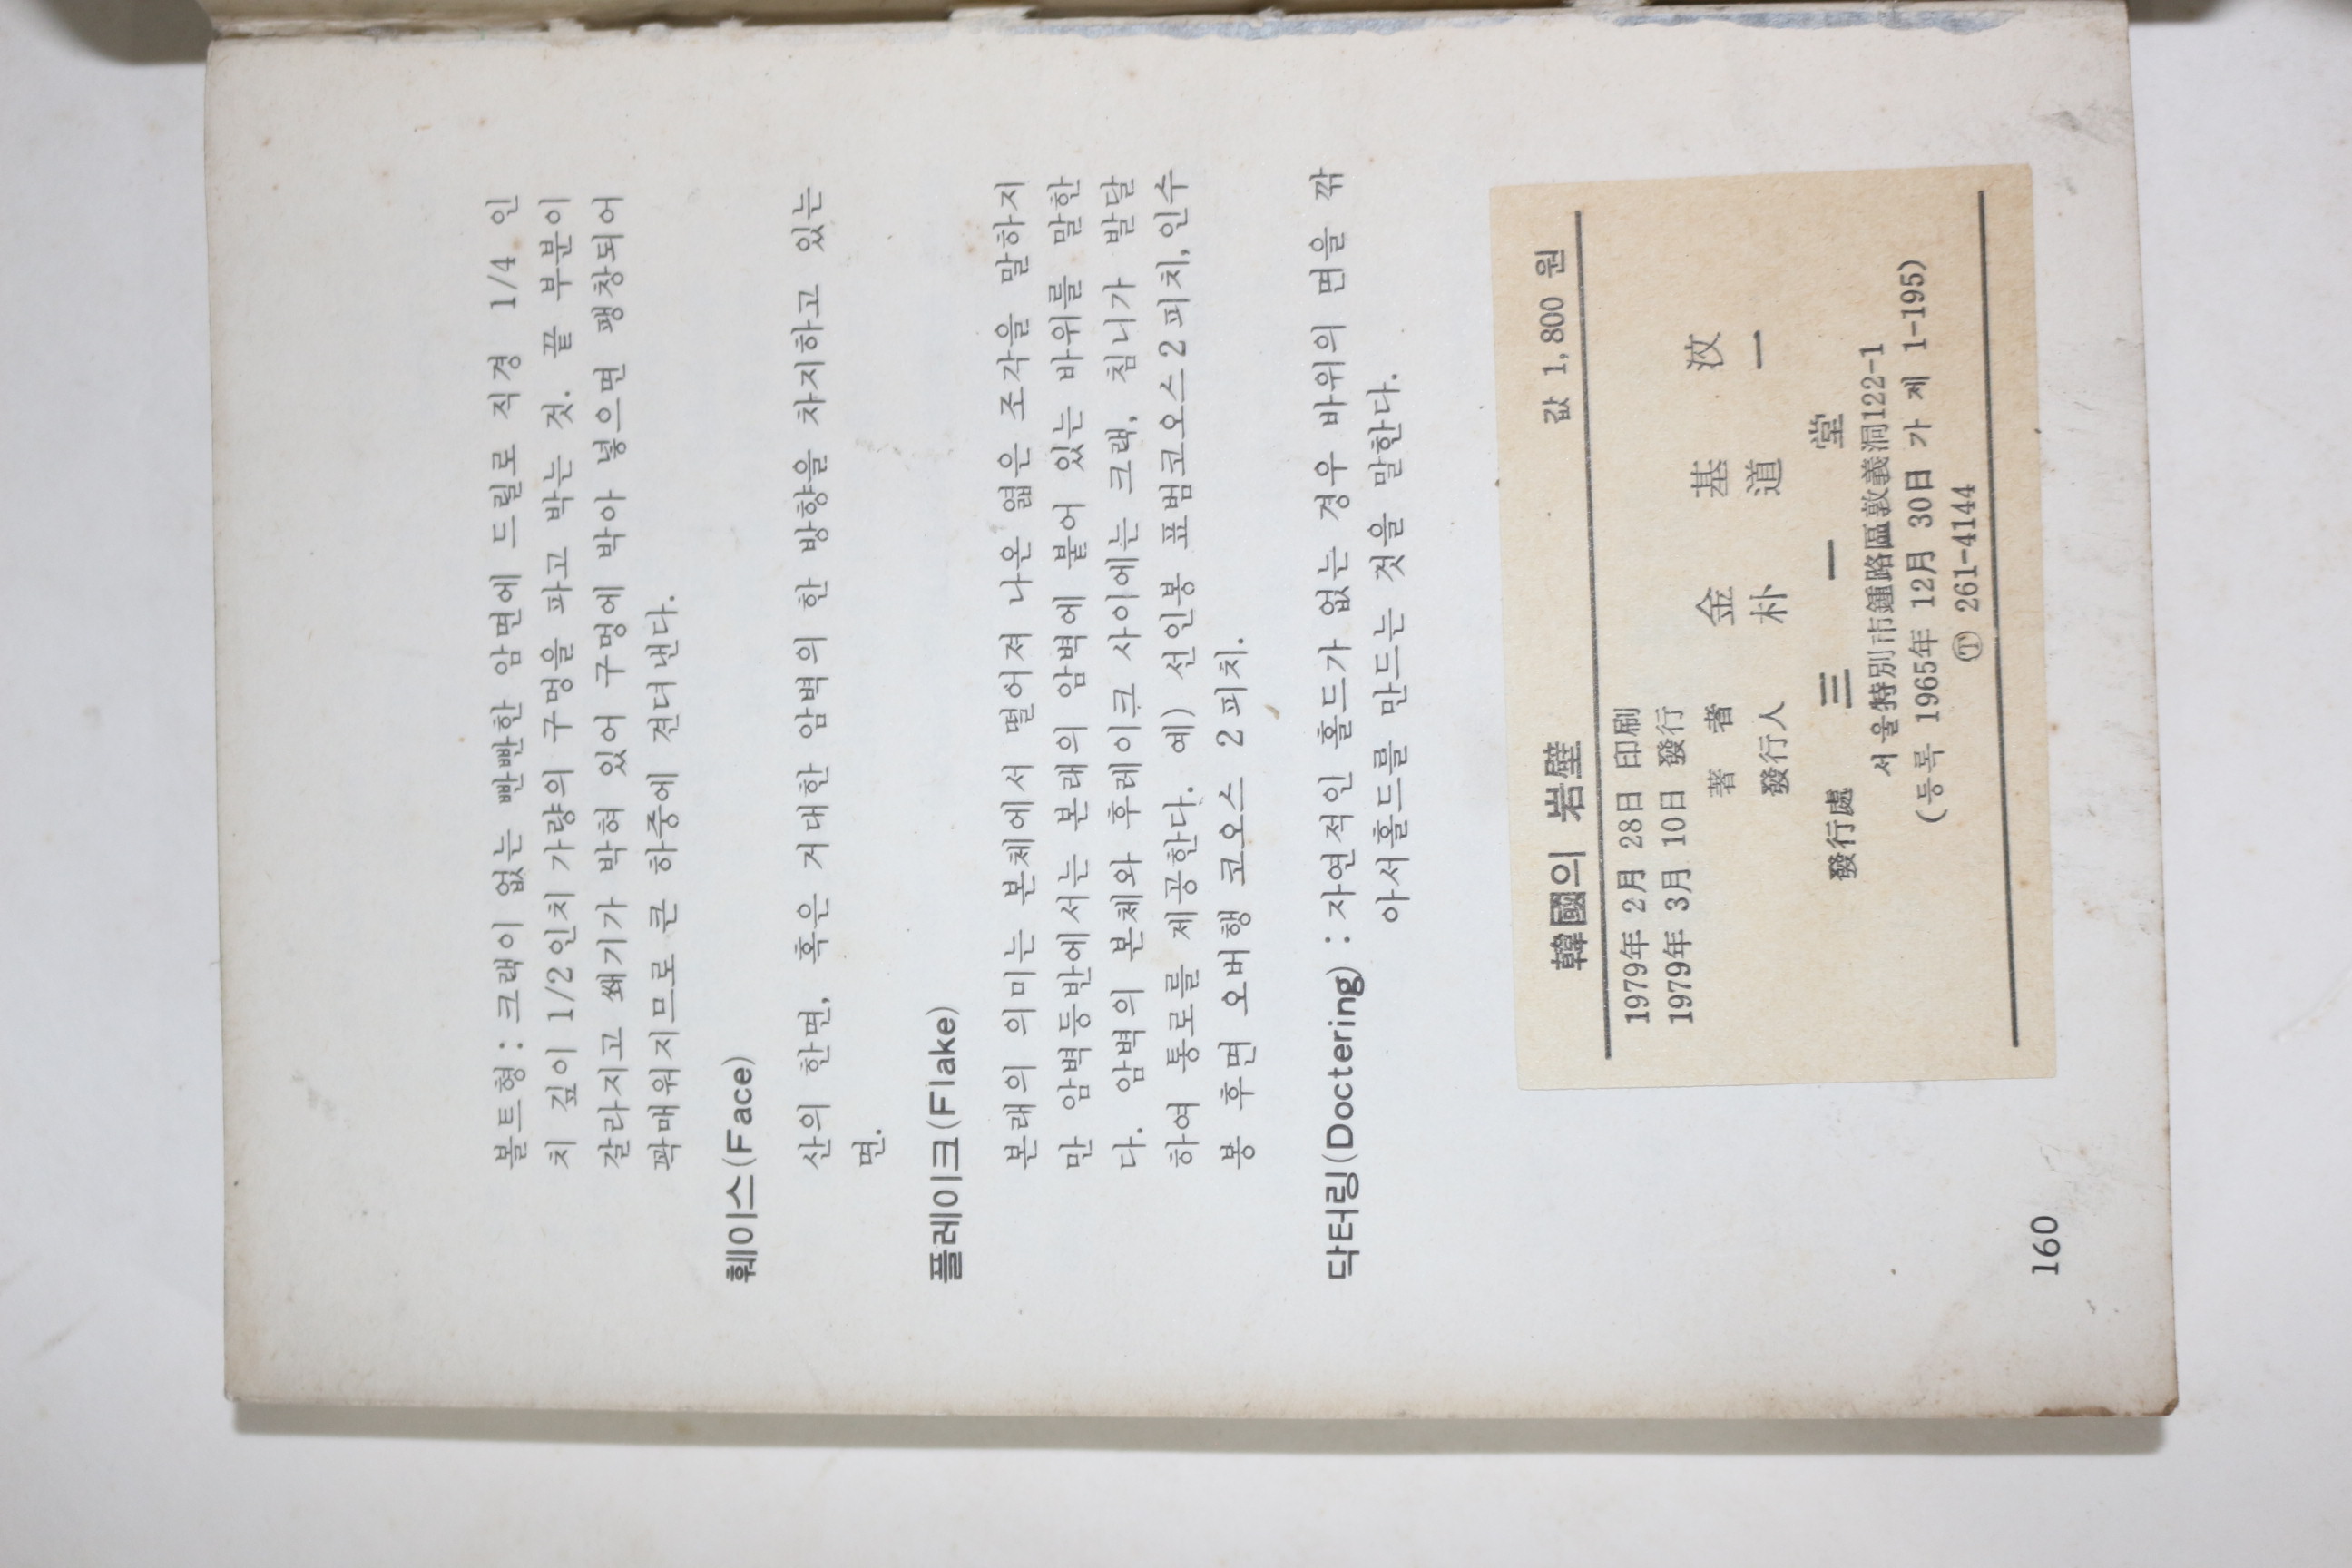 볼트형 : 크랙이 없는 빤빤한 암면에 드릴로 직경 1/4 인
치 깊이 1/2인치 가량의 구멍을 파고 박는 것. 끝 부분이
갈라지고 쐐기가 박혀 있어 구멍에 박아 넣으면 팽창되어
꽉메워지므로 큰 하중에 견뎌낸다.
훼이스(Face)
산의 한면, 혹은 거대한 암벽의 한 방향을 차지하고 있는
면.
플레이크(Flake)
본래의 의미는 본체에서 떨어져 나온 엷은 조각을 말하지
만 암벽등반에서는 본래의 암벽에 붙어 있는 바위를 말한
다. 암벽의 본체와 후레이크 사이에는 크랙, 침니가 발달
하여 통로를 제공한다. 예) 선인봉 표범코오스2피치, 인수
봉 후면 오버행 코오스 2피치.
닥터링(Doctering) : 자연적인 홀드가 없는 경우 바위의 면을 깎
아서홀드를 만드는 것을 말한다.
韓國의 岩壁 값 1,800 원
1979年 2月 28日 印刷
1979年 3月 10日 發行
著 者 金 基 汶
發行人 朴 道 一
發行處 三 一 堂
서울特別市鍾路區敦義洞122-1
(등록 1965年 12月 30日 가 제 1-195)
Ⓣ 261-4144
160